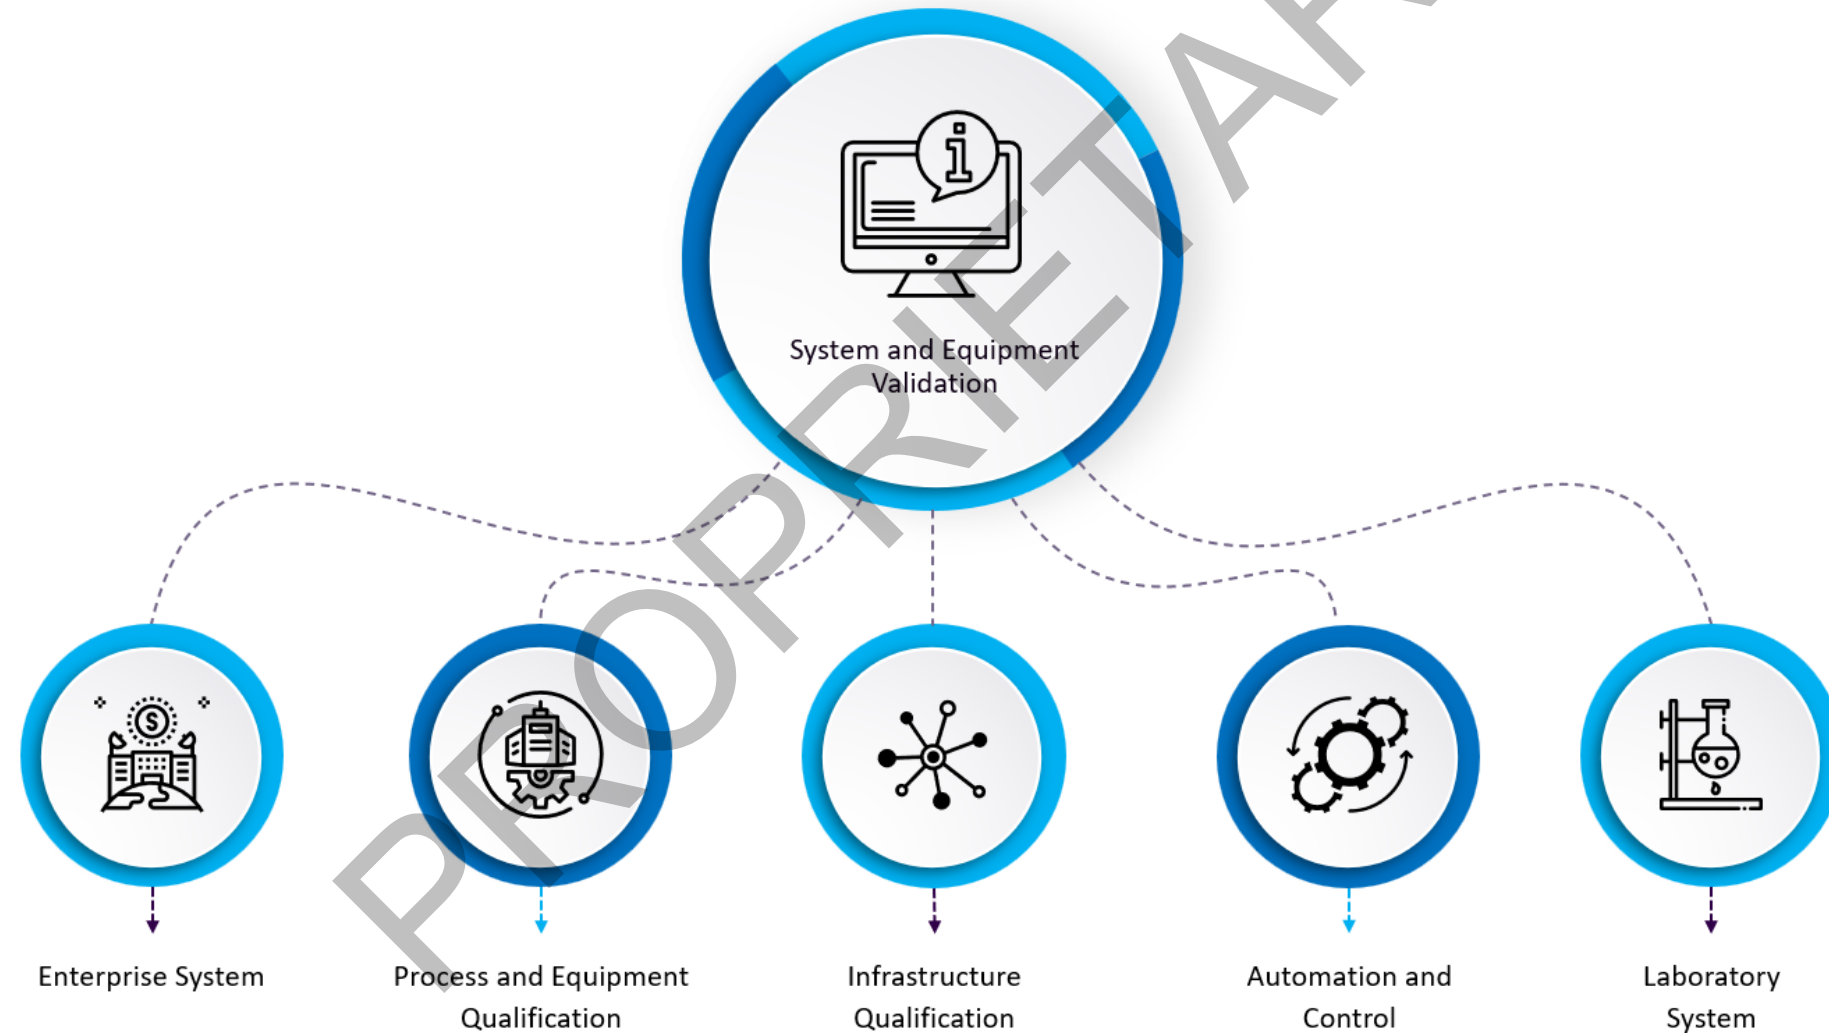 System and Equipment
Validation
Enterprise System
Process and Equipment
Qualification
Infrastructure
Qualification
Automation and
Control
Laboratory
System
PROPRIETAR
$
i